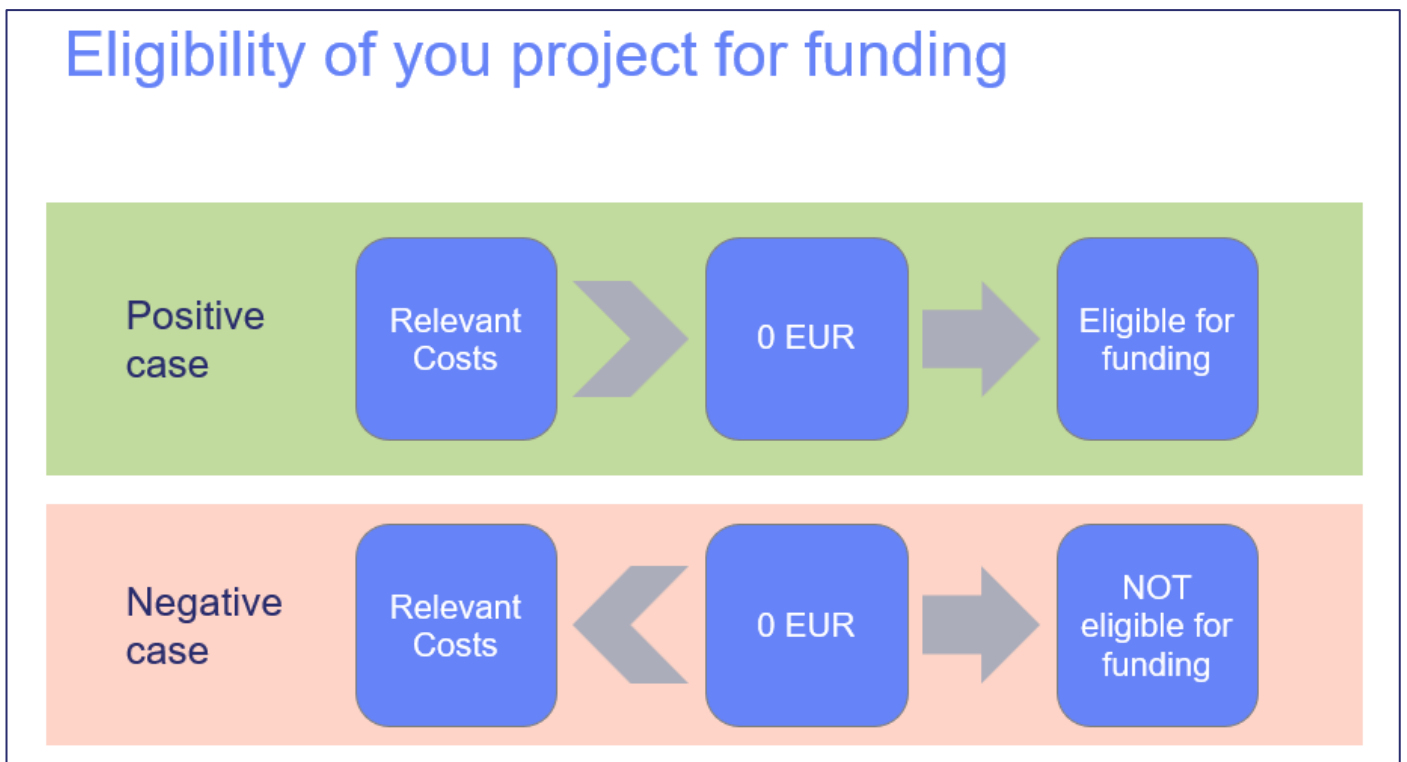 Eligibility of you project for funding
Positive
case
Relevant
Costs
0 EUR
Eligible for
funding
Negative
case
Relevant
Costs
0 EUR
NOT
eligible for
funding